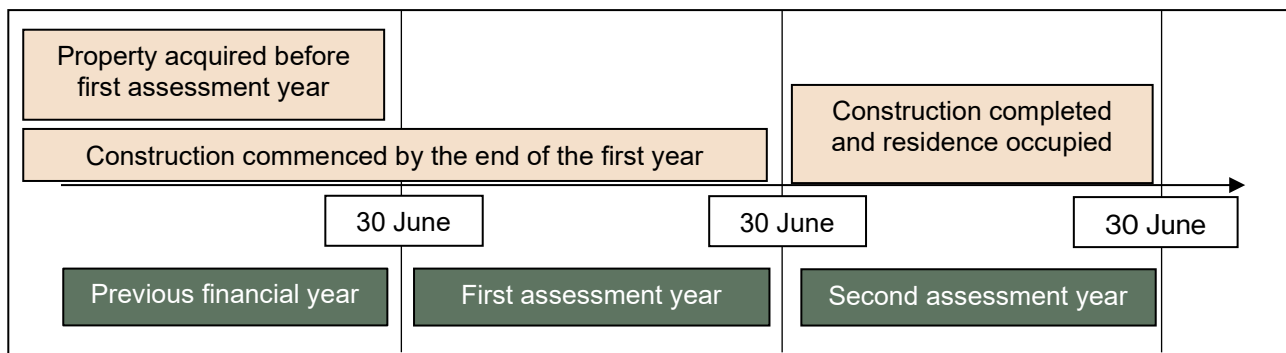 Property acquired before
first assessment year
Construction commenced by the end of the first year
Construction completed
and residence occupied
30 June
30 June
30 June
Previous financial year
First assessment year
Second assessment year